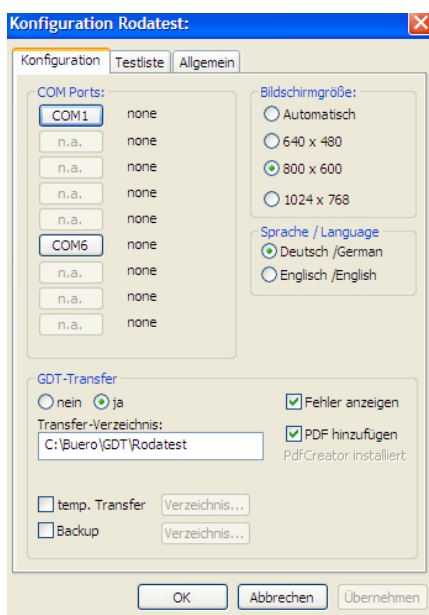 Konfiguration Rodatest:
Konfiguration Testliste Allgemein
COM Ports:
COM1 none
n.a. none
n.a. none
n.a. none
n.a. none
COM6 none
n.a. none
n.a. none
n.a. none
Bildschirmgröße:
Automatisch
640 x 480
800 x 600
1024 x 768
Sprache / Language
Deutsch /German
Englisch /English
GDT-Transfer
nein ja
Transfer-Verzeichnis:
C:\Buero\GDT\Rodatest
Fehler anzeigen
PDF hinzufügen
PdfCreator installiert
temp. Transfer Verzeichnis...
Backup Verzeichnis...
OK Abbrechen Übernehmen